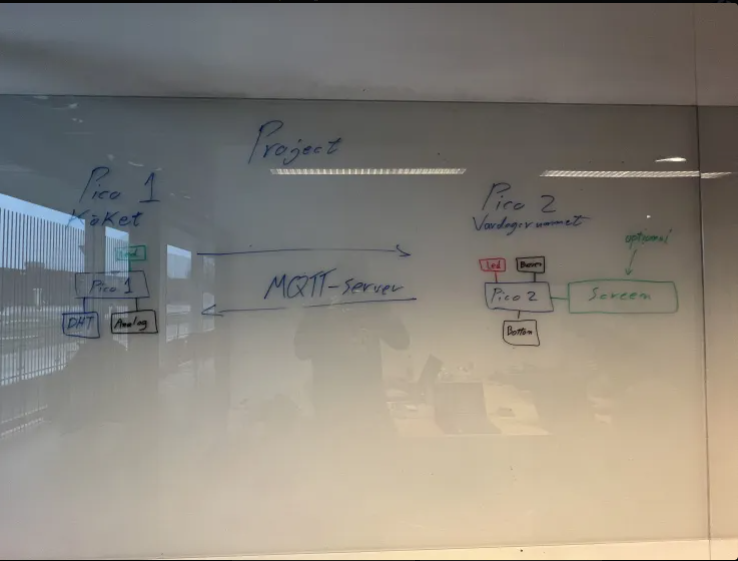 Project
Pico 1
Köket
Led
Pico 1
DHT
Analog
MQTT-server
Pico 2
Vardagsrummet
optional
Led
Pico 2
Screen
Button